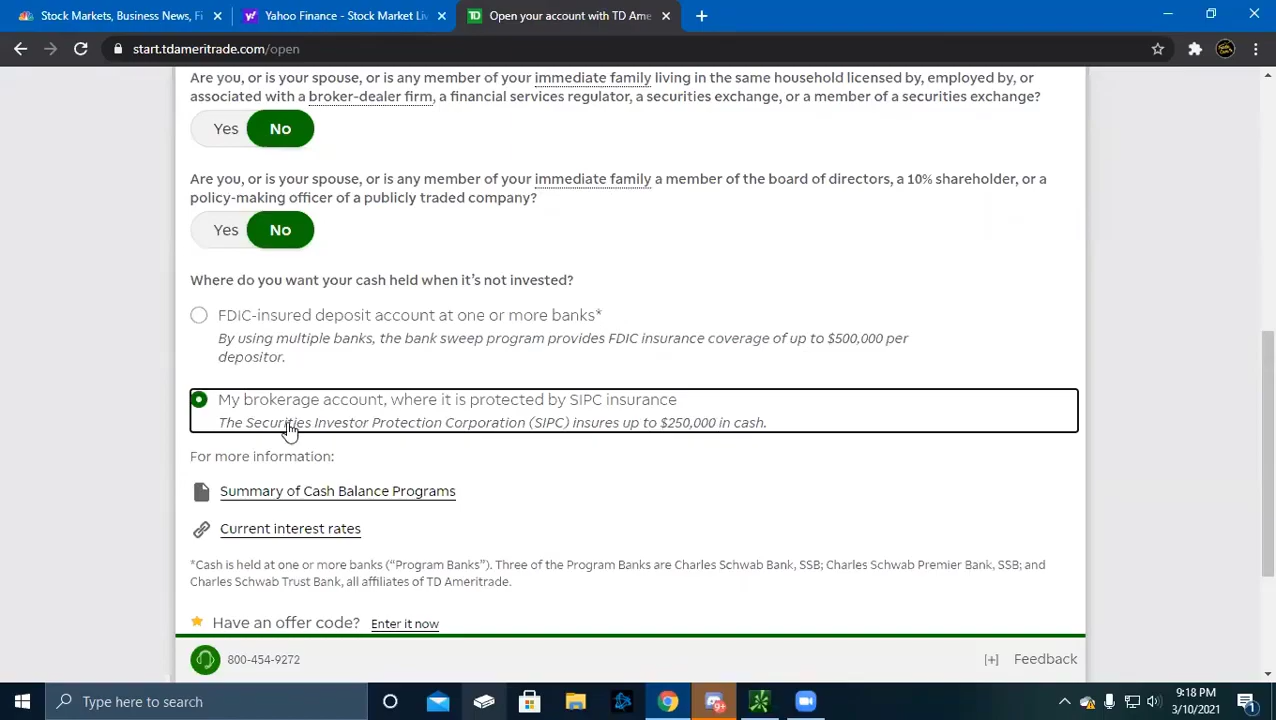 Stock Markets, Business News, Fi
Yahoo Finance - Stock Market Liv
Open your account with TD Ame
start.tdameritrade.com/open
Are you, or is your spouse, or is any member of your immediate family living in the same household licensed by, employed by, or
associated with a broker-dealer firm, a financial services regulator, a securities exchange, or a member of a securities exchange?
Yes No
Are you, or is your spouse, or is any member of your immediate family a member of the board of directors, a 10% shareholder, or a
policy-making officer of a publicly traded company?
Yes No
Where do you want your cash held when it's not invested?
FDIC-insured deposit account at one or more banks*
By using multiple banks, the bank sweep program provides FDIC insurance coverage of up to $500,000 per
depositor.
My brokerage account, where it is protected by SIPC insurance
The Securities Investor Protection Corporation (SIPC) insures up to $250,000 in cash.
For more information:
Summary of Cash Balance Programs
Current interest rates
*Cash is held at one or more banks ("Program Banks"). Three of the Program Banks are Charles Schwab Bank, SSB; Charles Schwab Premier Bank, SSB; and
Charles Schwab Trust Bank, all affiliates of TD Ameritrade.
Have an offer code? Enter it now
800-454-9272
[+] Feedback
Type here to search
9+
9:18 PM
3/10/2021
1